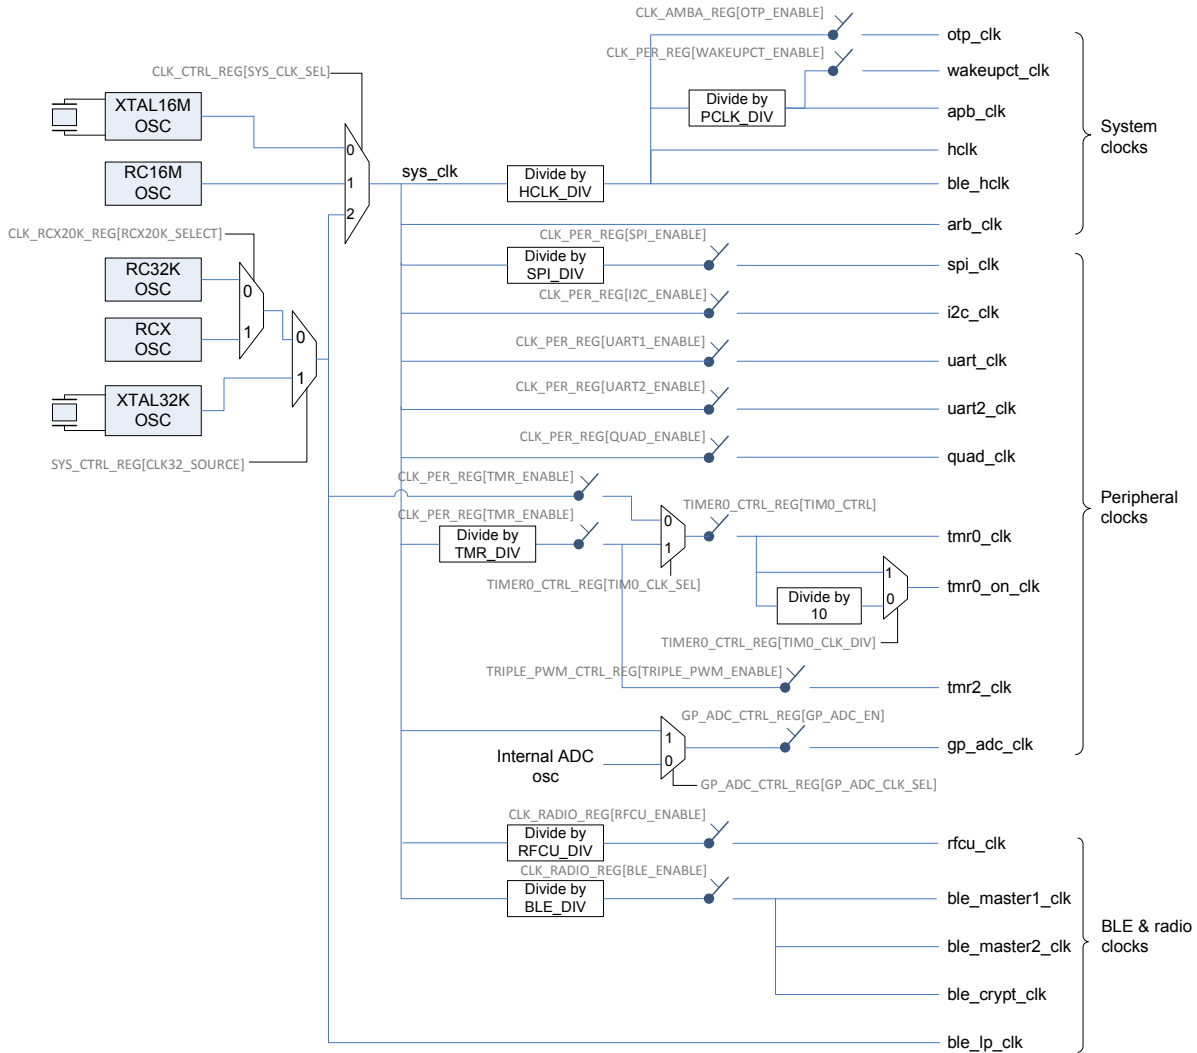 CLK_AMBA_REG[OTP_ENABLE]
otp_clk
CLK_PER_REG[WAKEUPCT_ENABLE]
wakeupct_clk
CLK_CTRL_REG[SYS_CLK_SEL]
XTAL16M
OSC
Divide by
PCLK_DIV
apb_clk
System
clocks
0
hclk
RC16M
OSC
1
sys_clk
Divide by
HCLK_DIV
ble_hclk
2
arb_clk
CLK_RCX20K_REG[RCX20K_SELECT]
CLK_PER_REG[SPI_ENABLE]
RC32K
OSC
0
Divide by
SPI_DIV
spi_clk
CLK_PER_REG[I2C_ENABLE]
i2c_clk
RCX
OSC
1
0
CLK_PER_REG[UART1_ENABLE]
uart_clk
1
XTAL32K
OSC
CLK_PER_REG[UART2_ENABLE]
uart2_clk
CLK_PER_REG[QUAD_ENABLE]
quad_clk
SYS_CTRL_REG[CLK32_SOURCE]
CLK_PER_REG[TMR_ENABLE]
TIMER0_CTRL_REG[TIM0_CTRL]
Peripheral
clocks
CLK_PER_REG[TMR_ENABLE]
0
Divide by
TMR_DIV
1
tmr0_clk
TIMER0_CTRL_REG[TIM0_CLK_SEL]
1
tmr0_on_clk
Divide by
10
0
TIMER0_CTRL_REG[TIM0_CLK_DIV]
TRIPLE_PWM_CTRL_REG[TRIPLE_PWM_ENABLE]
tmr2_clk
GP_ADC_CTRL_REG[GP_ADC_EN]
1
gp_adc_clk
Internal ADC
osc
0
GP_ADC_CTRL_REG[GP_ADC_CLK_SEL]
CLK_RADIO_REG[RFCU_ENABLE]
Divide by
RFCU_DIV
rfcu_clk
CLK_RADIO_REG[BLE_ENABLE]
Divide by
BLE_DIV
ble_master1_clk
BLE & radio
clocks
ble_master2_clk
ble_crypt_clk
ble_lp_clk